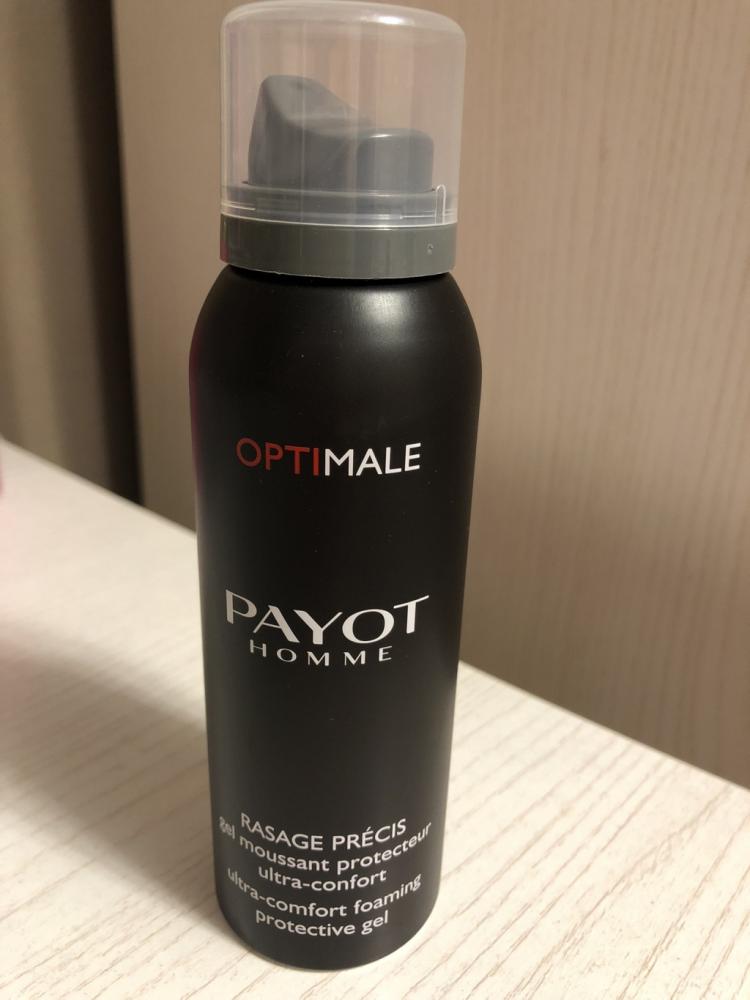 OPTIMALE
PAYOT
HOMME
RASAGE PRÉCIS
gel moussant protecteur
ultra-confort
ultra-comfort foaming
protective gel